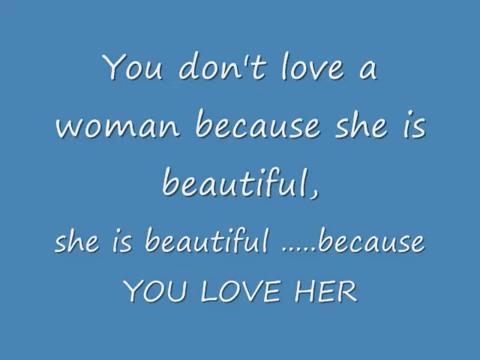 You don't love a
woman because she is
beautiful,
she is beautiful .....because
YOU LOVE HER